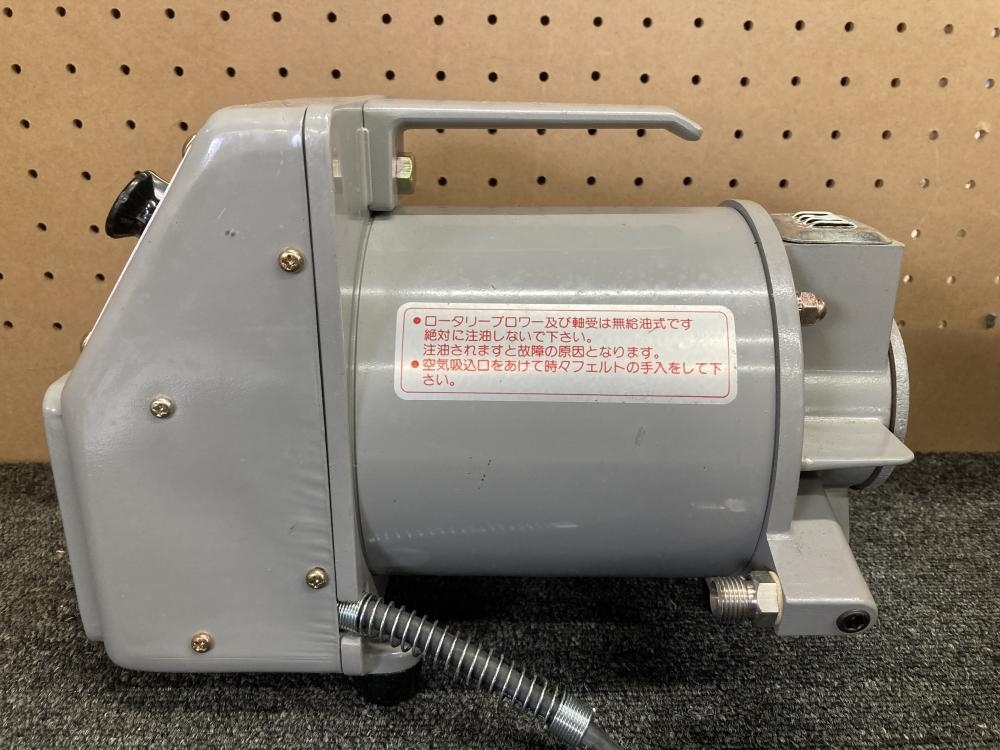 ●ロータリーブロワー及び軸受は無給油式です
絶対に注油しないで下さい。
注油されますと故障の原因となります。
●空気吸込口をあけて時々フェルトの手入をして下
さい。